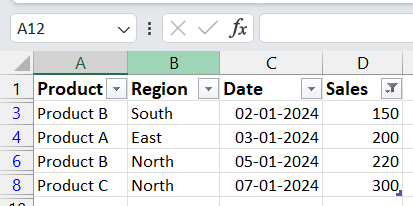 A12 fx
A B C D
1 Product Region Date Sales
3 Product B South 02-01-2024 150
4 Product A East 03-01-2024 200
6 Product B North 05-01-2024 220
8 Product C North 07-01-2024 300